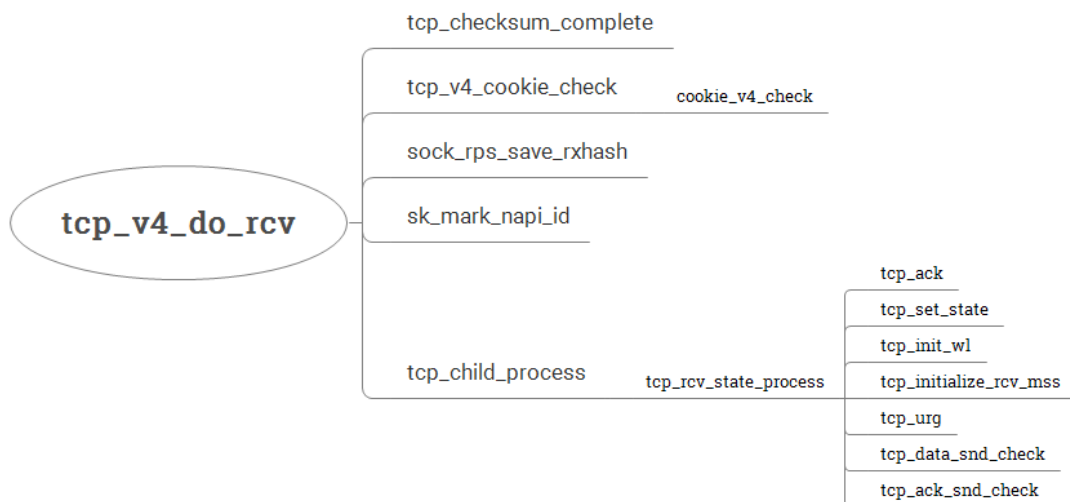 tcp_v4_do_rcv
tcp_checksum_complete
tcp_v4_cookie_check
cookie_v4_check
sock_rps_save_rxhash
sk_mark_napi_id
tcp_child_process
tcp_rcv_state_process
tcp_ack
tcp_set_state
tcp_init_wl
tcp_initialize_rcv_mss
tcp_urg
tcp_data_snd_check
tcp_ack_snd_check